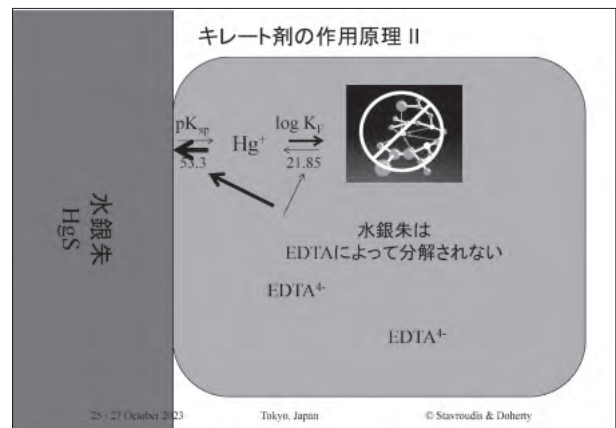 キレート剤の作用原理 II
pKsp
Hg⁺
log KF
53.3
21.85
水銀朱
HgS
水銀朱は
EDTAによって分解されない
EDTA⁴⁻
EDTA⁴⁻
25 - 27 October 2023
Tokyo, Japan
© Stavroudis & Doherty